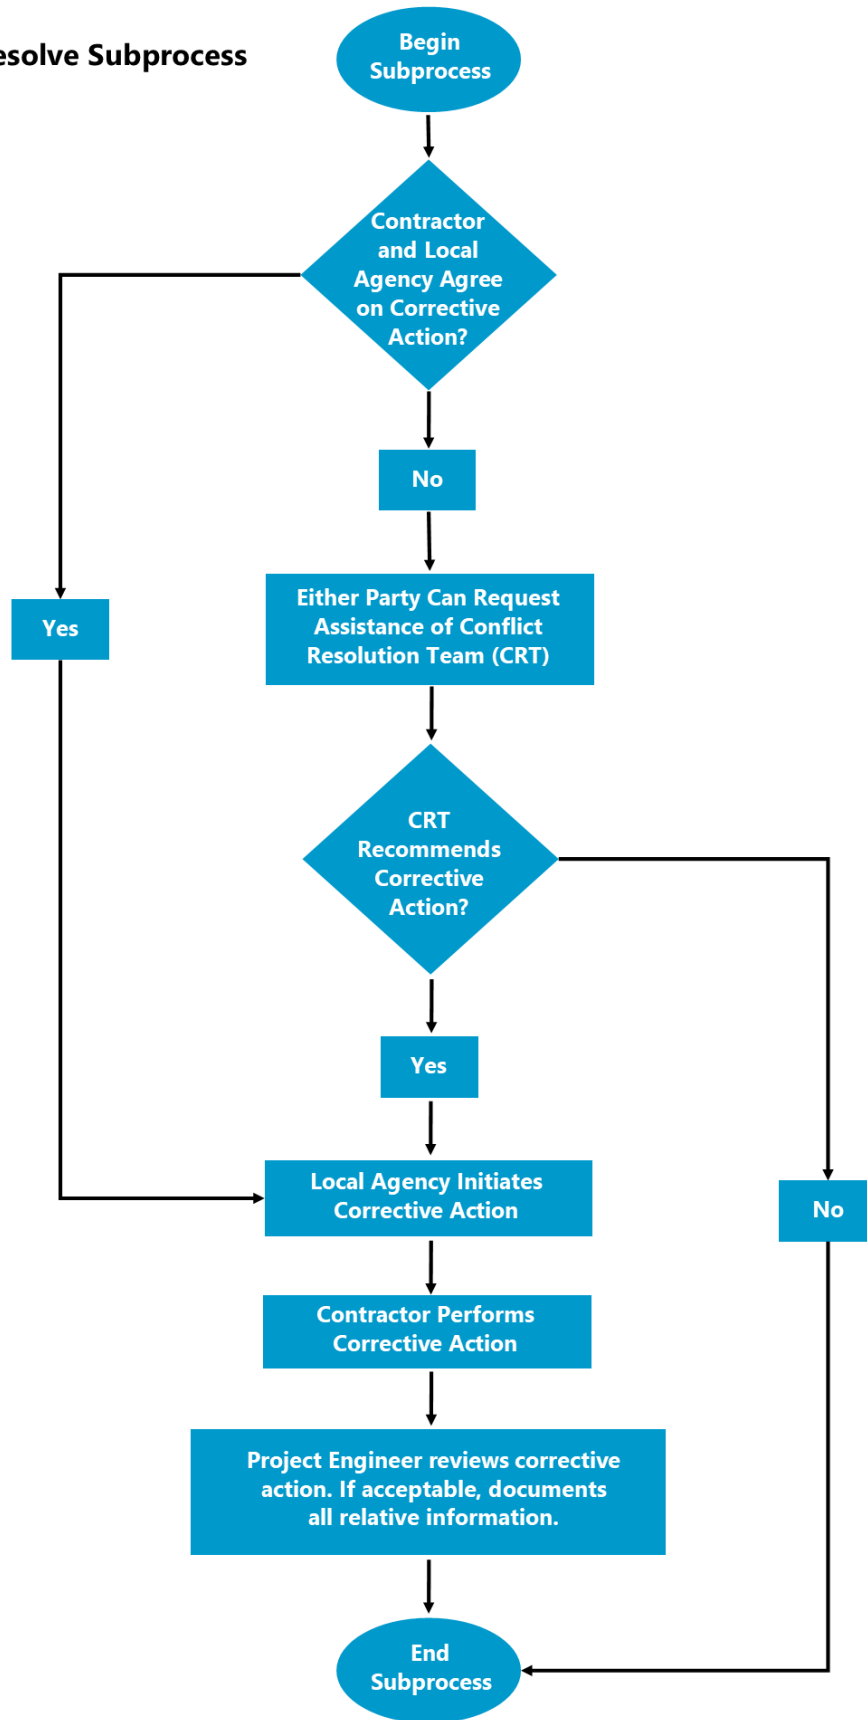 esolve Subprocess
Begin
Subprocess
Contractor
and Local
Agency Agree
on Corrective
Action?
No
Either Party Can Request
Assistance of Conflict
Resolution Team (CRT)
Yes
CRT
Recommends
Corrective
Action?
Yes
Local Agency Initiates
Corrective Action
No
Contractor Performs
Corrective Action
Project Engineer reviews corrective
action. If acceptable, documents
all relative information.
End
Subprocess